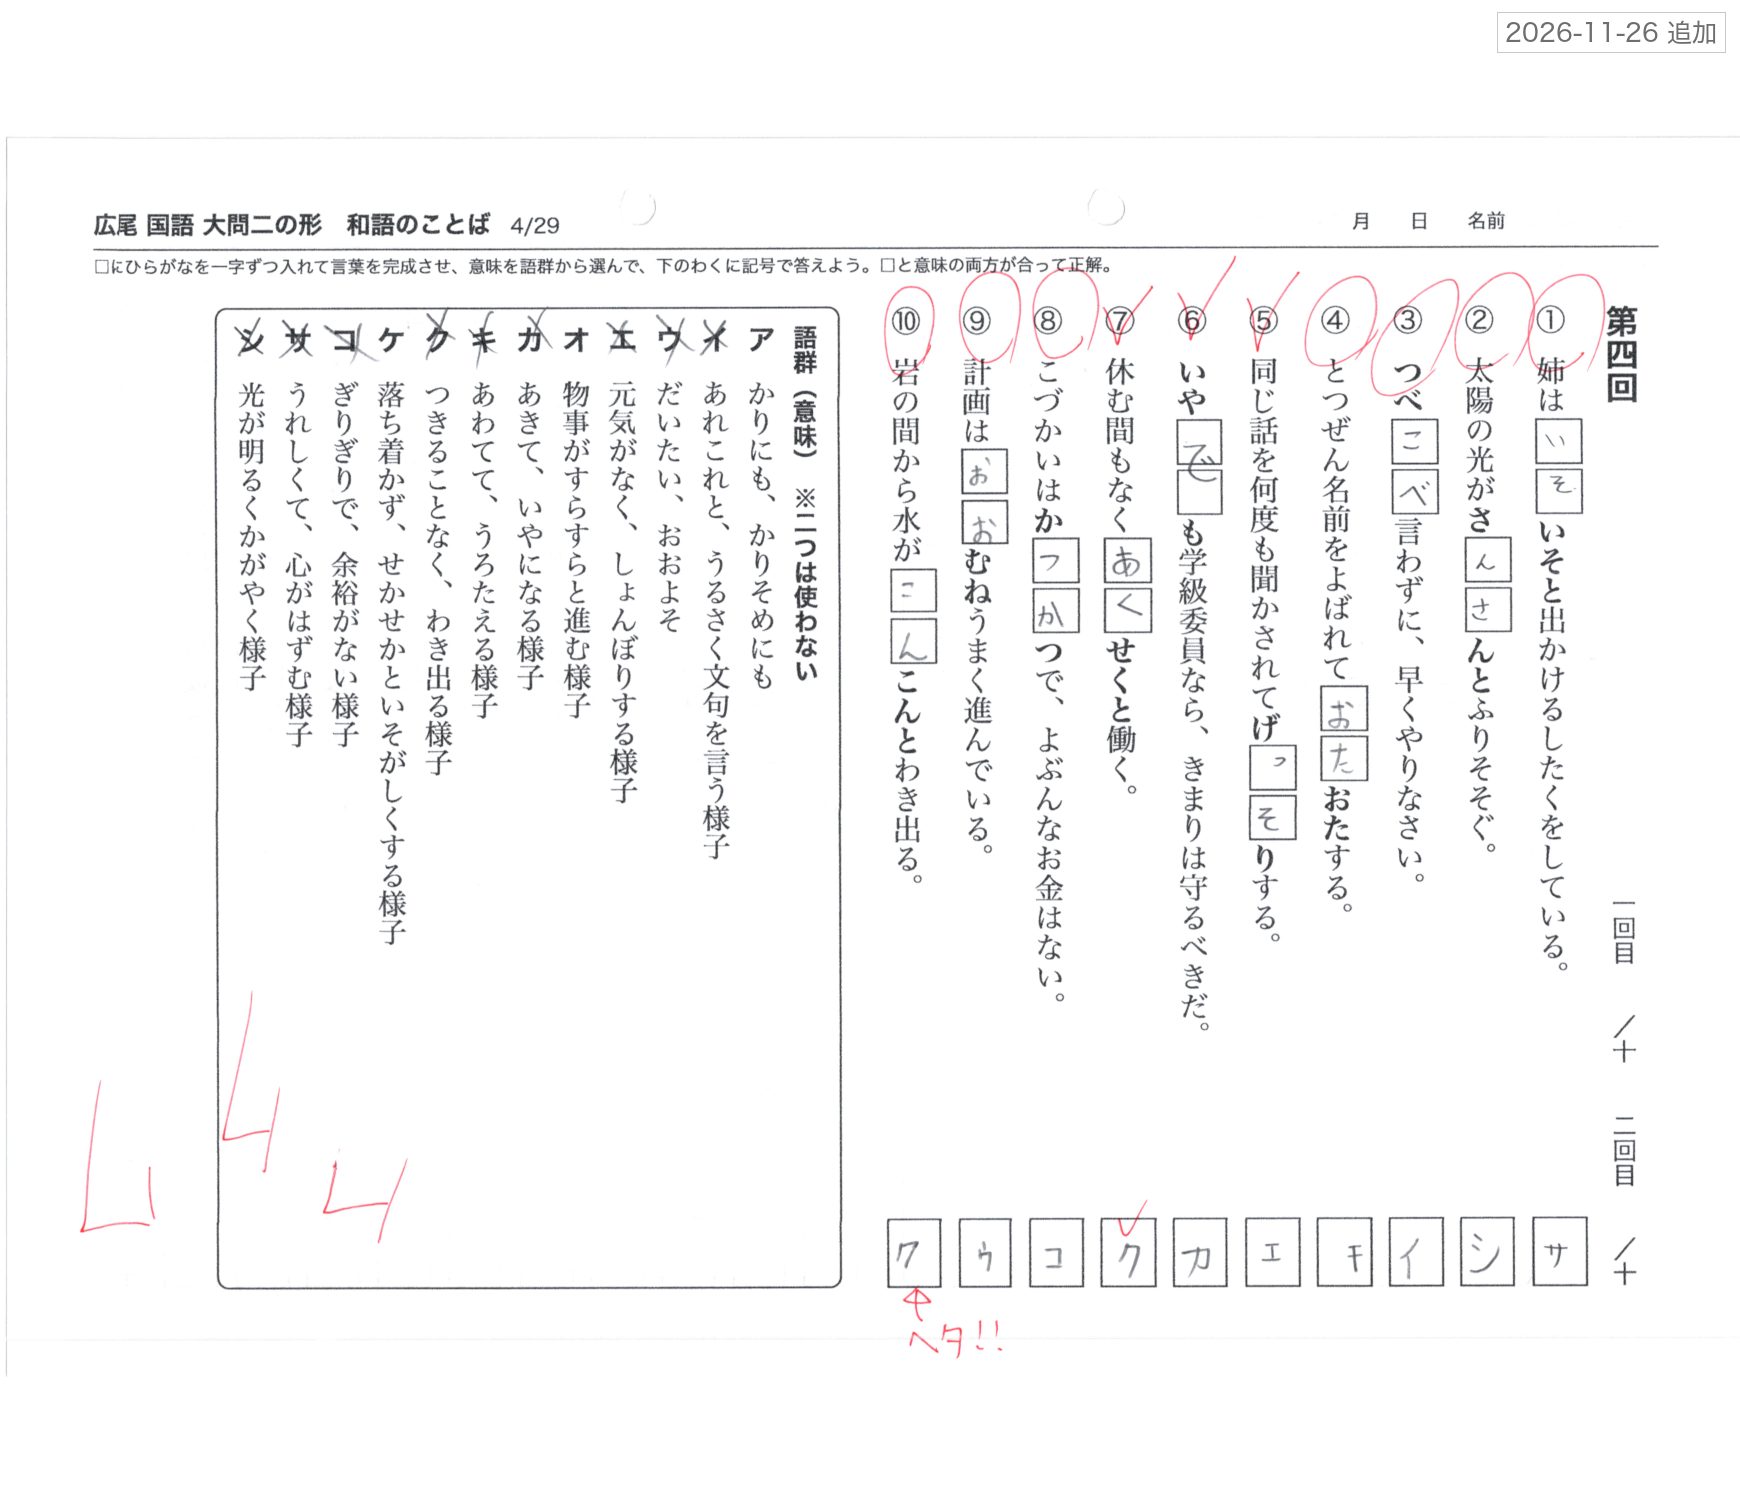 2026-11-26 追加
広尾 国語 大問二の形 和語のことば 4/29
月 日 名前
□にひらがなを一字ずつ入れて言葉を完成させ、意味を語群から選んで、下のわくに記号で答えよう。□と意味の両方が合って正解。
第四回 一回目 /十 二回目 /十
① 姉はいそいそと出かけるしたくをしている。 サ
② 太陽の光がさんさんとふりそそぐ。 シ
③ つべこべ言わずに、早くやりなさい。 イ
④ とつぜん名前をよばれておたおたする。 キ
⑤ 同じ話を何度も聞かされてげっそりする。 エ
⑥ いやでも学級委員なら、きまりは守るべきだ。 カ
⑦ 休む間もなくあくせくと働く。 ク
⑧ こづかいはかつかつで、よぶんなお金はない。 コ
⑨ 計画はおおむねうまく進んでいる。 ウ
⑩ 岩の間から水がこんこんとわき出る。 ク
ヘタ!!
語群(意味) ※二つは使わない
ア かりにも、かりそめにも
イ あれこれと、うるさく文句を言う様子
ウ だいたい、おおよそ
エ 元気がなく、しょんぼりする様子
オ 物事がすらすらと進む様子
カ あきて、いやになる様子
キ あわてて、うろたえる様子
ク つきることなく、わき出る様子
ケ 落ち着かず、せかせかといそがしくする様子
コ ぎりぎりで、余裕がない様子
サ うれしくて、心がはずむ様子
シ 光が明るくかがやく様子